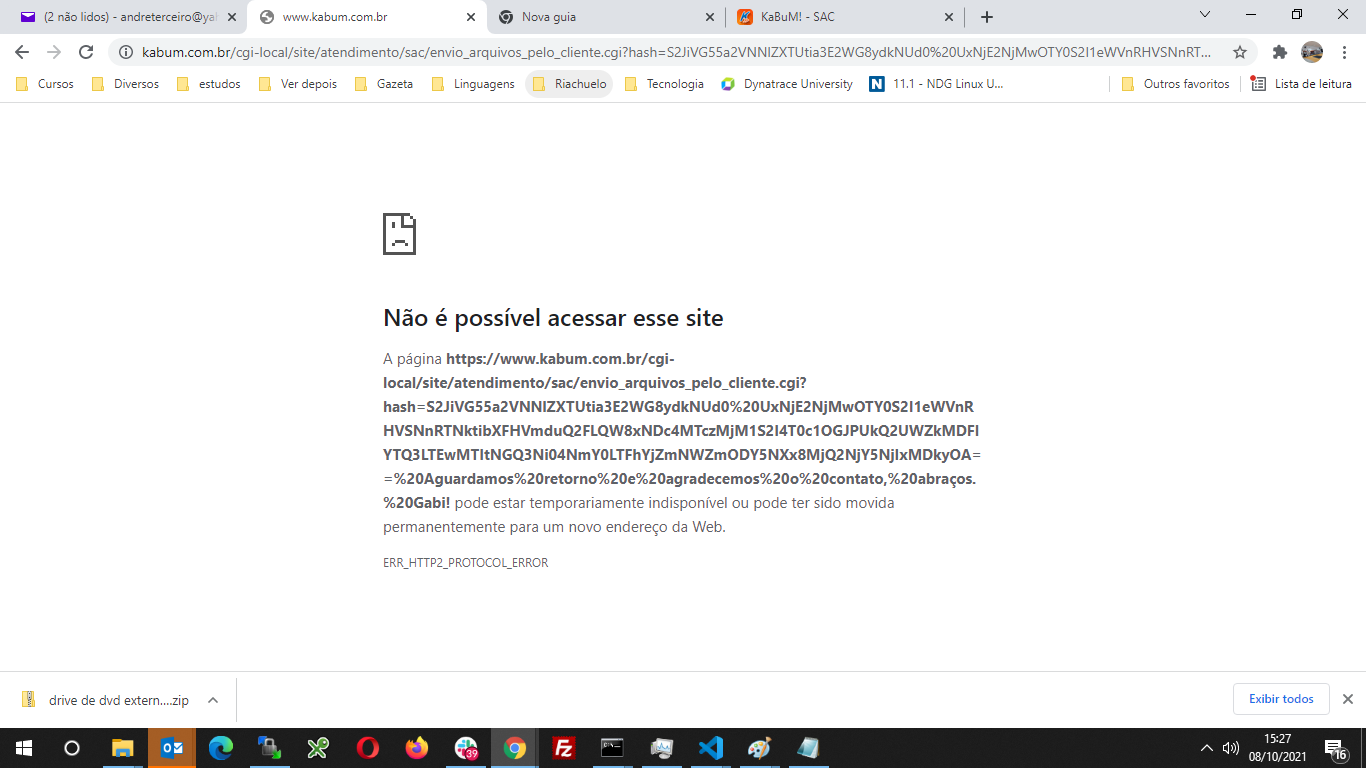 (2 não lidos) - andreterceiro@yah
www.kabum.com.br
Nova guia
KaBuM! - SAC
kabum.com.br/cgi-local/site/atendimento/sac/envio_arquivos_pelo_cliente.cgi?hash=S2JiVG55a2VNNlZXTUtia3E2WG8ydkNUd0%20UxNjE2NjMwOTY0S2I1eWVnRHVSNnRT...
Cursos
Diversos
estudos
Ver depois
Gazeta
Linguagens
Riachuelo
Tecnologia
Dynatrace University
11.1 - NDG Linux U...
Outros favoritos
Lista de leitura
Não é possível acessar esse site
A página https://www.kabum.com.br/cgi-
local/site/atendimento/sac/envio_arquivos_pelo_cliente.cgi?
hash=S2JiVG55a2VNNlZXTUtia3E2WG8ydkNUd0%20UxNjE2NjMwOTY0S2I1eWVnR
HVSNnRTNktibXFHVmduQ2FLQW8xNDc4MTczMjM1S2I4T0c1OGJPUkQ2UWZkMDFl
YTQ3LTEwMTItNGQ3Ni04NmY0LTFhYjZmNWZmODY5NXx8MjQ2NjY5NjIxMDkyOA=
=%20Aguardamos%20retorno%20e%20agradecemos%20o%20contato,%20abraços.
%20Gabi! pode estar temporariamente indisponível ou pode ter sido movida
permanentemente para um novo endereço da Web.
ERR_HTTP2_PROTOCOL_ERROR
drive de dvd extern....zip
Exibir todos
39
15:27
08/10/2021
16